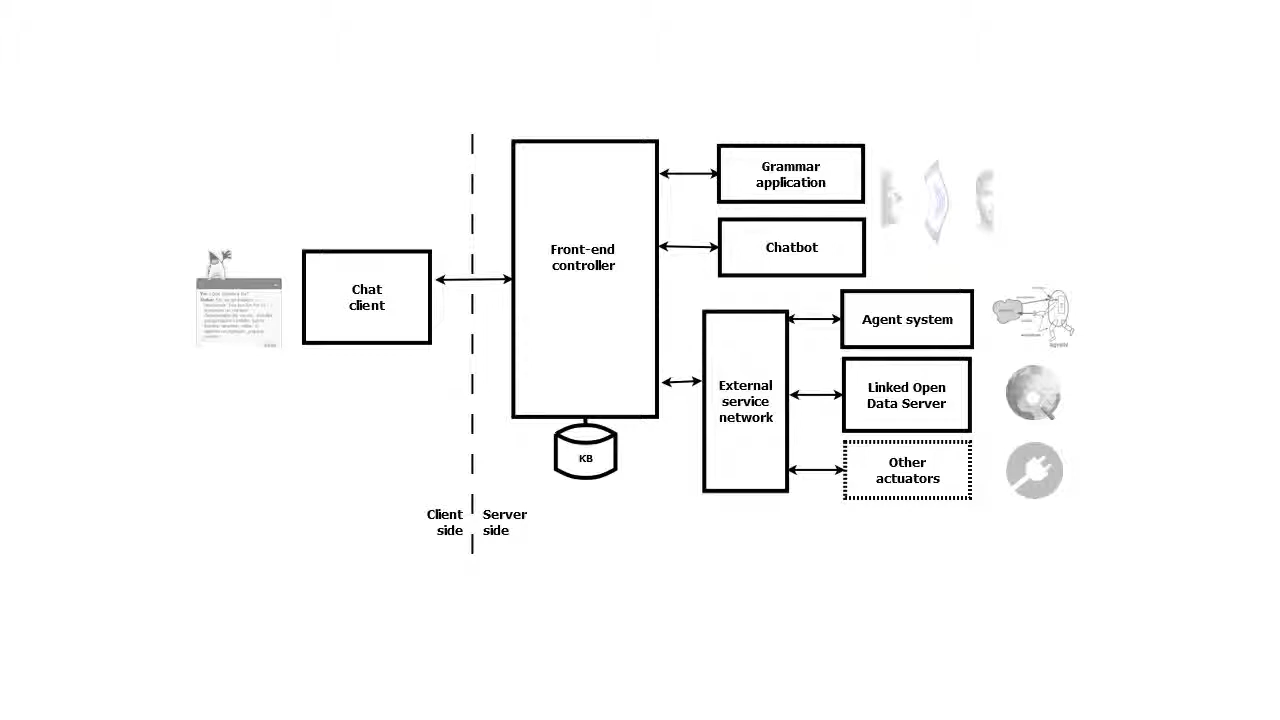 Grammar
application
Chatbot
Front-end
controller
Chat
client
Agent system
External
service
network
Linked Open
Data Server
KB
Other
actuators
Client
side
Server
side